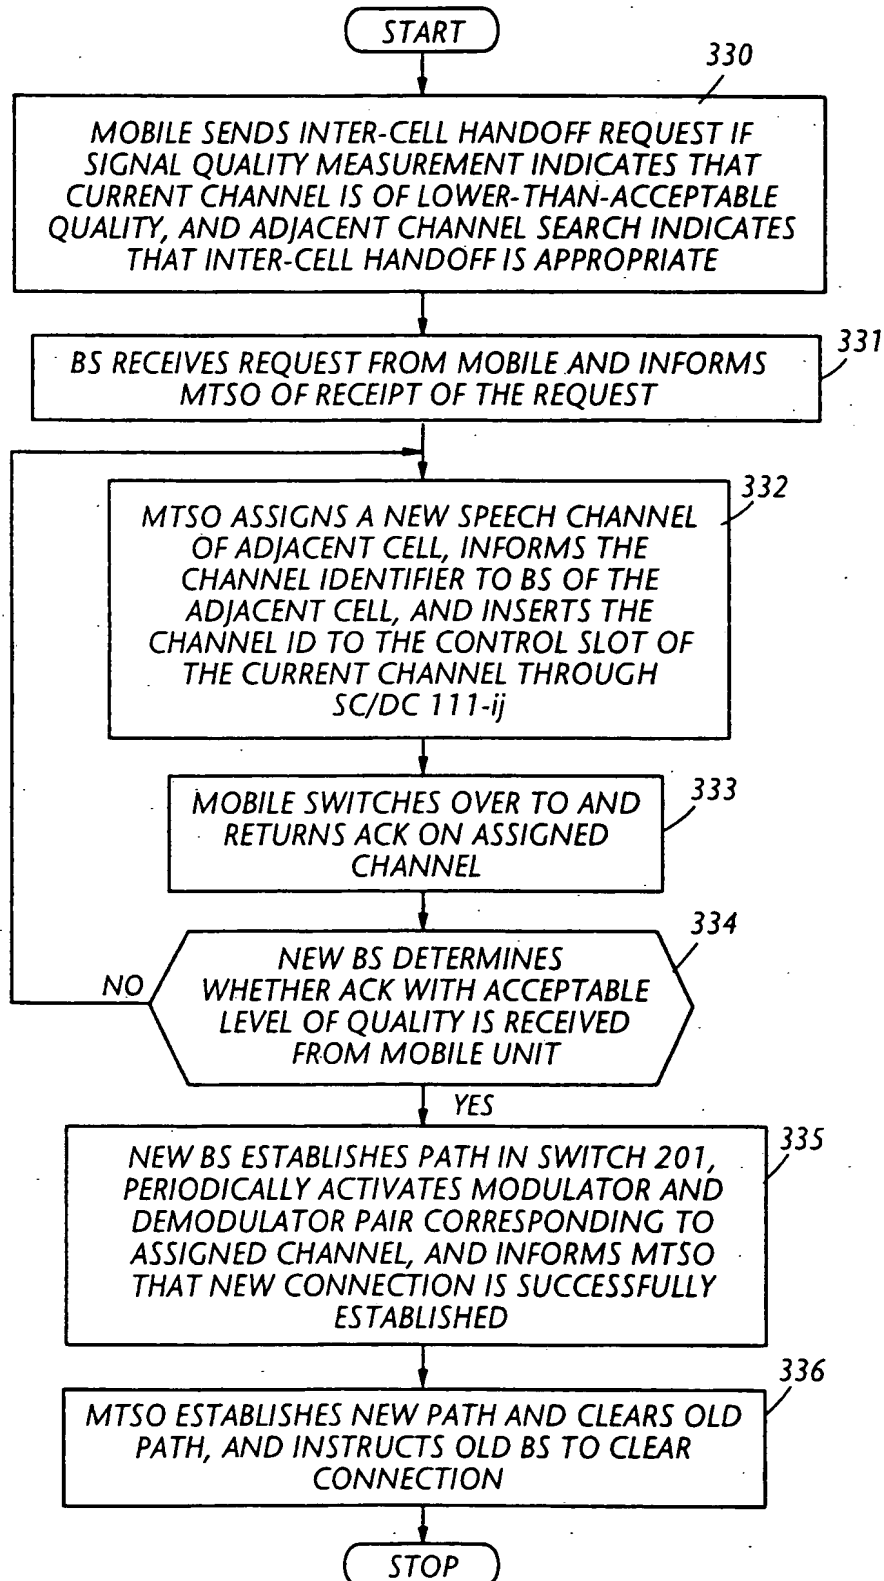 START
330
MOBILE SENDS INTER-CELL HANDOFF REQUEST IF
SIGNAL QUALITY MEASUREMENT INDICATES THAT
CURRENT CHANNEL IS OF LOWER-THAN-ACCEPTABLE
QUALITY, AND ADJACENT CHANNEL SEARCH INDICATES
THAT INTER-CELL HANDOFF IS APPROPRIATE
331
BS RECEIVES REQUEST FROM MOBILE AND INFORMS
MTSO OF RECEIPT OF THE REQUEST
332
MTSO ASSIGNS A NEW SPEECH CHANNEL
OF ADJACENT CELL, INFORMS THE
CHANNEL IDENTIFIER TO BS OF THE
ADJACENT CELL, AND INSERTS THE
CHANNEL ID TO THE CONTROL SLOT OF
THE CURRENT CHANNEL THROUGH
SC/DC 111-ij
333
MOBILE SWITCHES OVER TO AND
RETURNS ACK ON ASSIGNED
CHANNEL
334
NEW BS DETERMINES
WHETHER ACK WITH ACCEPTABLE
LEVEL OF QUALITY IS RECEIVED
FROM MOBILE UNIT
NO
YES
335
NEW BS ESTABLISHES PATH IN SWITCH 201,
PERIODICALLY ACTIVATES MODULATOR AND
DEMODULATOR PAIR CORRESPONDING TO
ASSIGNED CHANNEL, AND INFORMS MTSO
THAT NEW CONNECTION IS SUCCESSFULLY
ESTABLISHED
336
MTSO ESTABLISHES NEW PATH AND CLEARS OLD
PATH, AND INSTRUCTS OLD BS TO CLEAR
CONNECTION
STOP